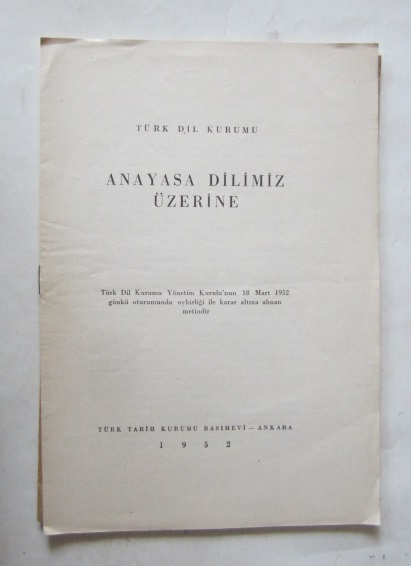 TÜRK DİL KURUMU
ANAYASA DİLİMİZ
ÜZERİNE
Türk Dil Kurumu Yönetim Kurulu'nun 18 Mart 1952
günkü oturumunda oybirliği ile karar altına alınan
metindir
TÜRK TARİH KURUMU BASIMEVİ — ANKARA
1 9 5 2